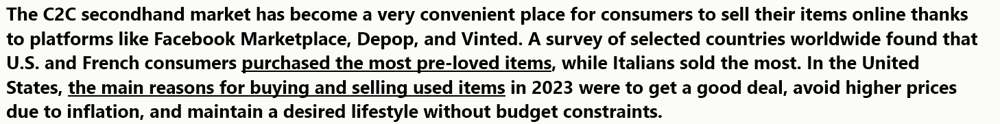 The C2C secondhand market has become a very convenient place for consumers to sell their items online thanks
to platforms like Facebook Marketplace, Depop, and Vinted. A survey of selected countries worldwide found that
U.S. and French consumers purchased the most pre-loved items, while Italians sold the most. In the United
States, the main reasons for buying and selling used items in 2023 were to get a good deal, avoid higher prices
due to inflation, and maintain a desired lifestyle without budget constraints.